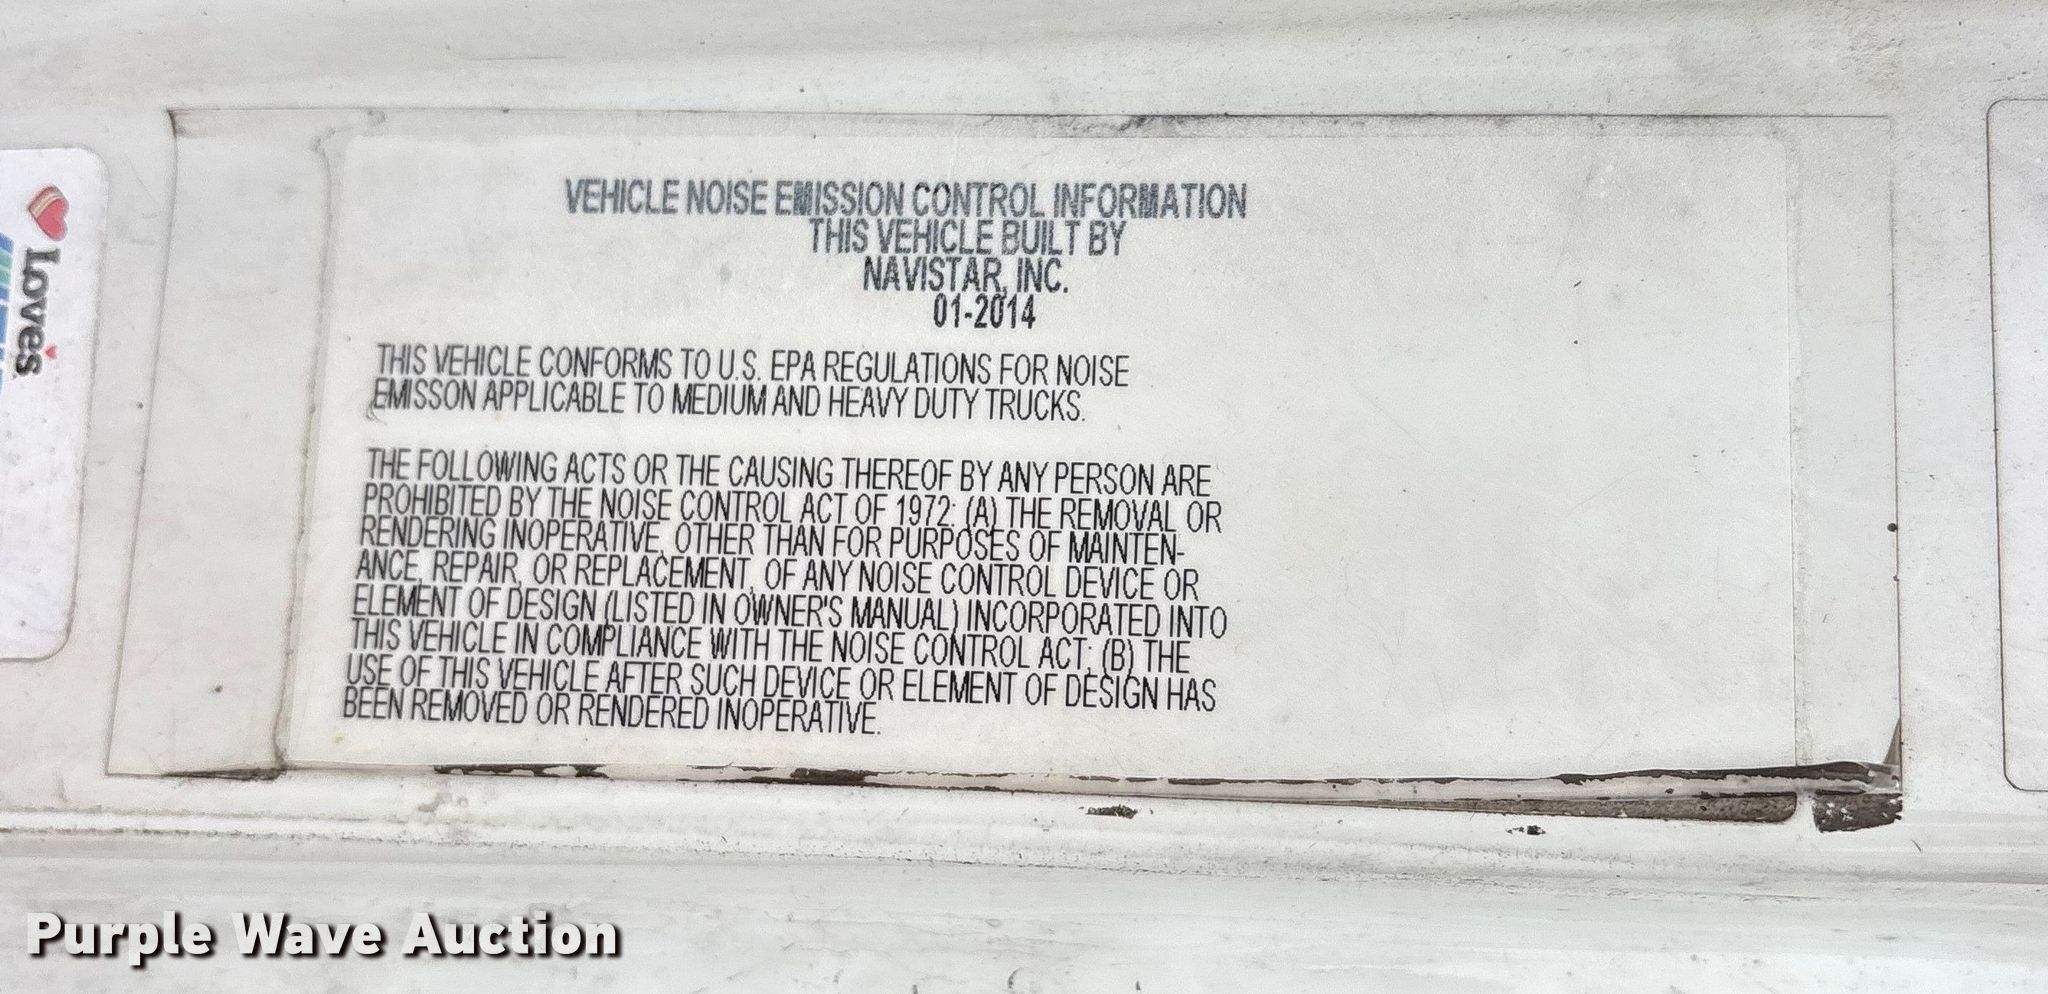 VEHICLE NOISE EMISSION CONTROL INFORMATION
THIS VEHICLE BUILT BY
NAVISTAR, INC.
01-2014
THIS VEHICLE CONFORMS TO U.S. EPA REGULATIONS FOR NOISE
EMISSON APPLICABLE TO MEDIUM AND HEAVY DUTY TRUCKS.
THE FOLLOWING ACTS OR THE CAUSING THEREOF BY ANY PERSON ARE
PROHIBITED BY THE NOISE CONTROL ACT OF 1972: (A) THE REMOVAL OR
RENDERING INOPERATIVE, OTHER THAN FOR PURPOSES OF MAINTEN-
ANCE, REPAIR, OR REPLACEMENT, OF ANY NOISE CONTROL DEVICE OR
ELEMENT OF DESIGN (LISTED IN OWNER'S MANUAL) INCORPORATED INTO
THIS VEHICLE IN COMPLIANCE WITH THE NOISE CONTROL ACT; (B) THE
USE OF THIS VEHICLE AFTER SUCH DEVICE OR ELEMENT OF DESIGN HAS
BEEN REMOVED OR RENDERED INOPERATIVE.
Love's
Purple Wave Auction